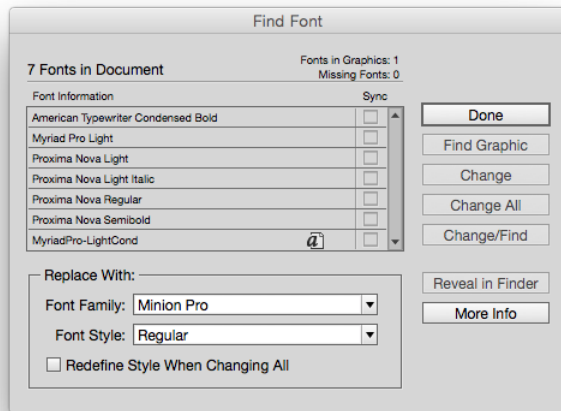 Find Font
7 Fonts in Document
Fonts in Graphics: 1
Missing Fonts: 0
Font Information Sync
American Typewriter Condensed Bold
Myriad Pro Light
Proxima Nova Light
Proxima Nova Light Italic
Proxima Nova Regular
Proxima Nova Semibold
MyriadPro-LightCond a
Done
Find Graphic
Change
Change All
Change/Find
Reveal in Finder
More Info
Replace With:
Font Family: Minion Pro
Font Style: Regular
Redefine Style When Changing All